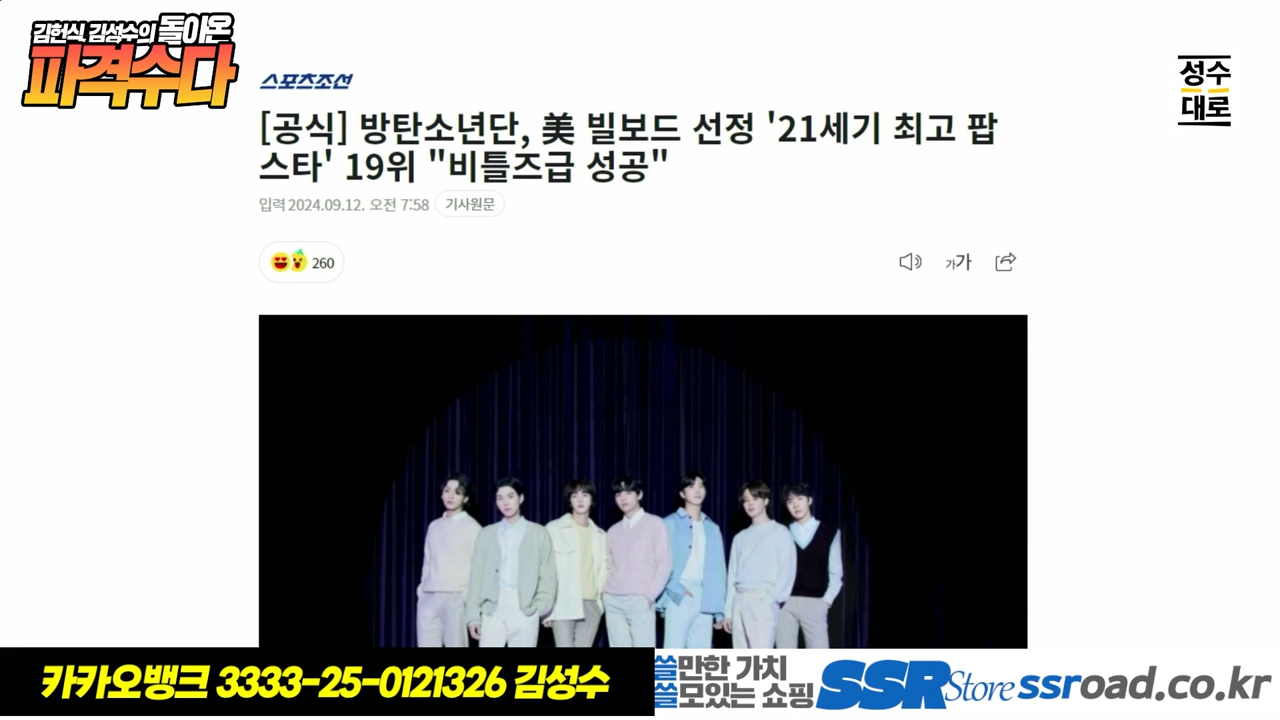 김헌식, 김성수의 돌아온
파격수다
성수
대로
스포츠조선
[공식] 방탄소년단, 美 빌보드 선정 '21세기 최고 팝
스타' 19위 "비틀즈급 성공"
입력 2024.09.12. 오전 7:58 기사원문
260
가가
카카오뱅크 3333-25-0121326 김성수
쓸만한 가치
쓸모있는 쇼핑
SSR Store ssroad.co.kr